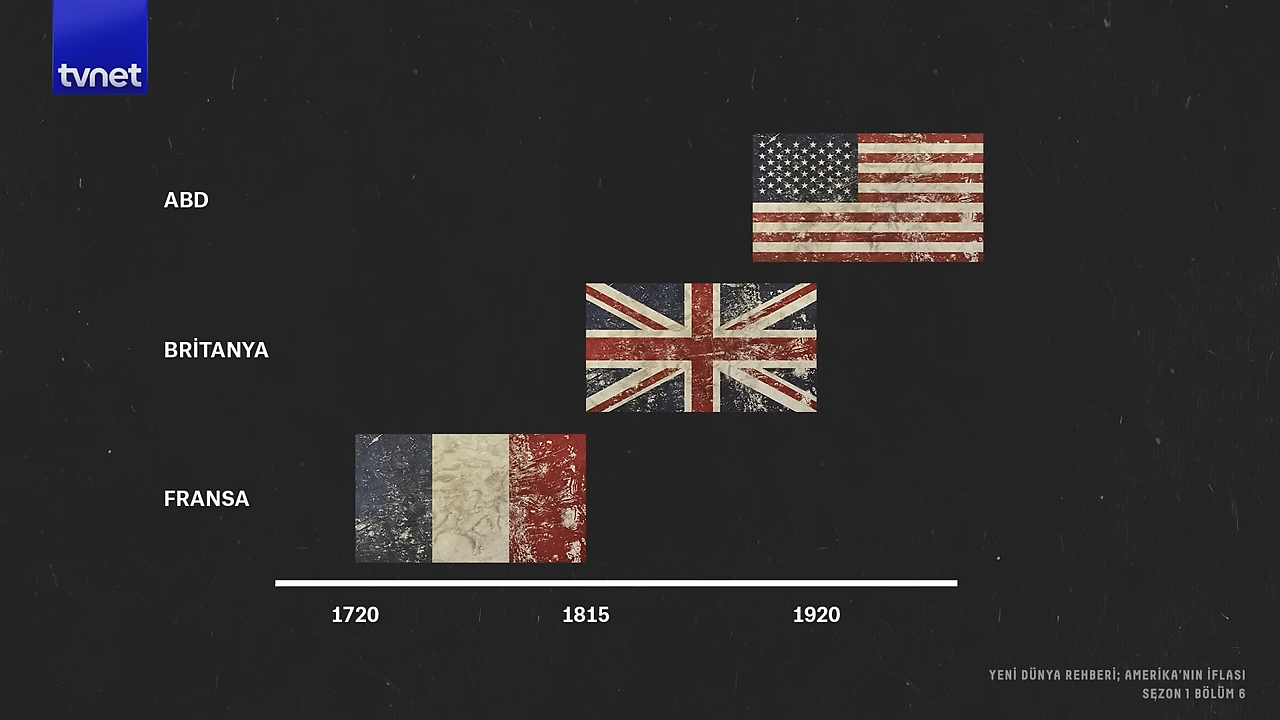 tvnet
ABD
BRİTANYA
FRANSA
1720 1815 1920
YENİ DÜNYA REHBERİ; AMERİKA'NIN İFLASI
SEZON 1 BÖLÜM 6